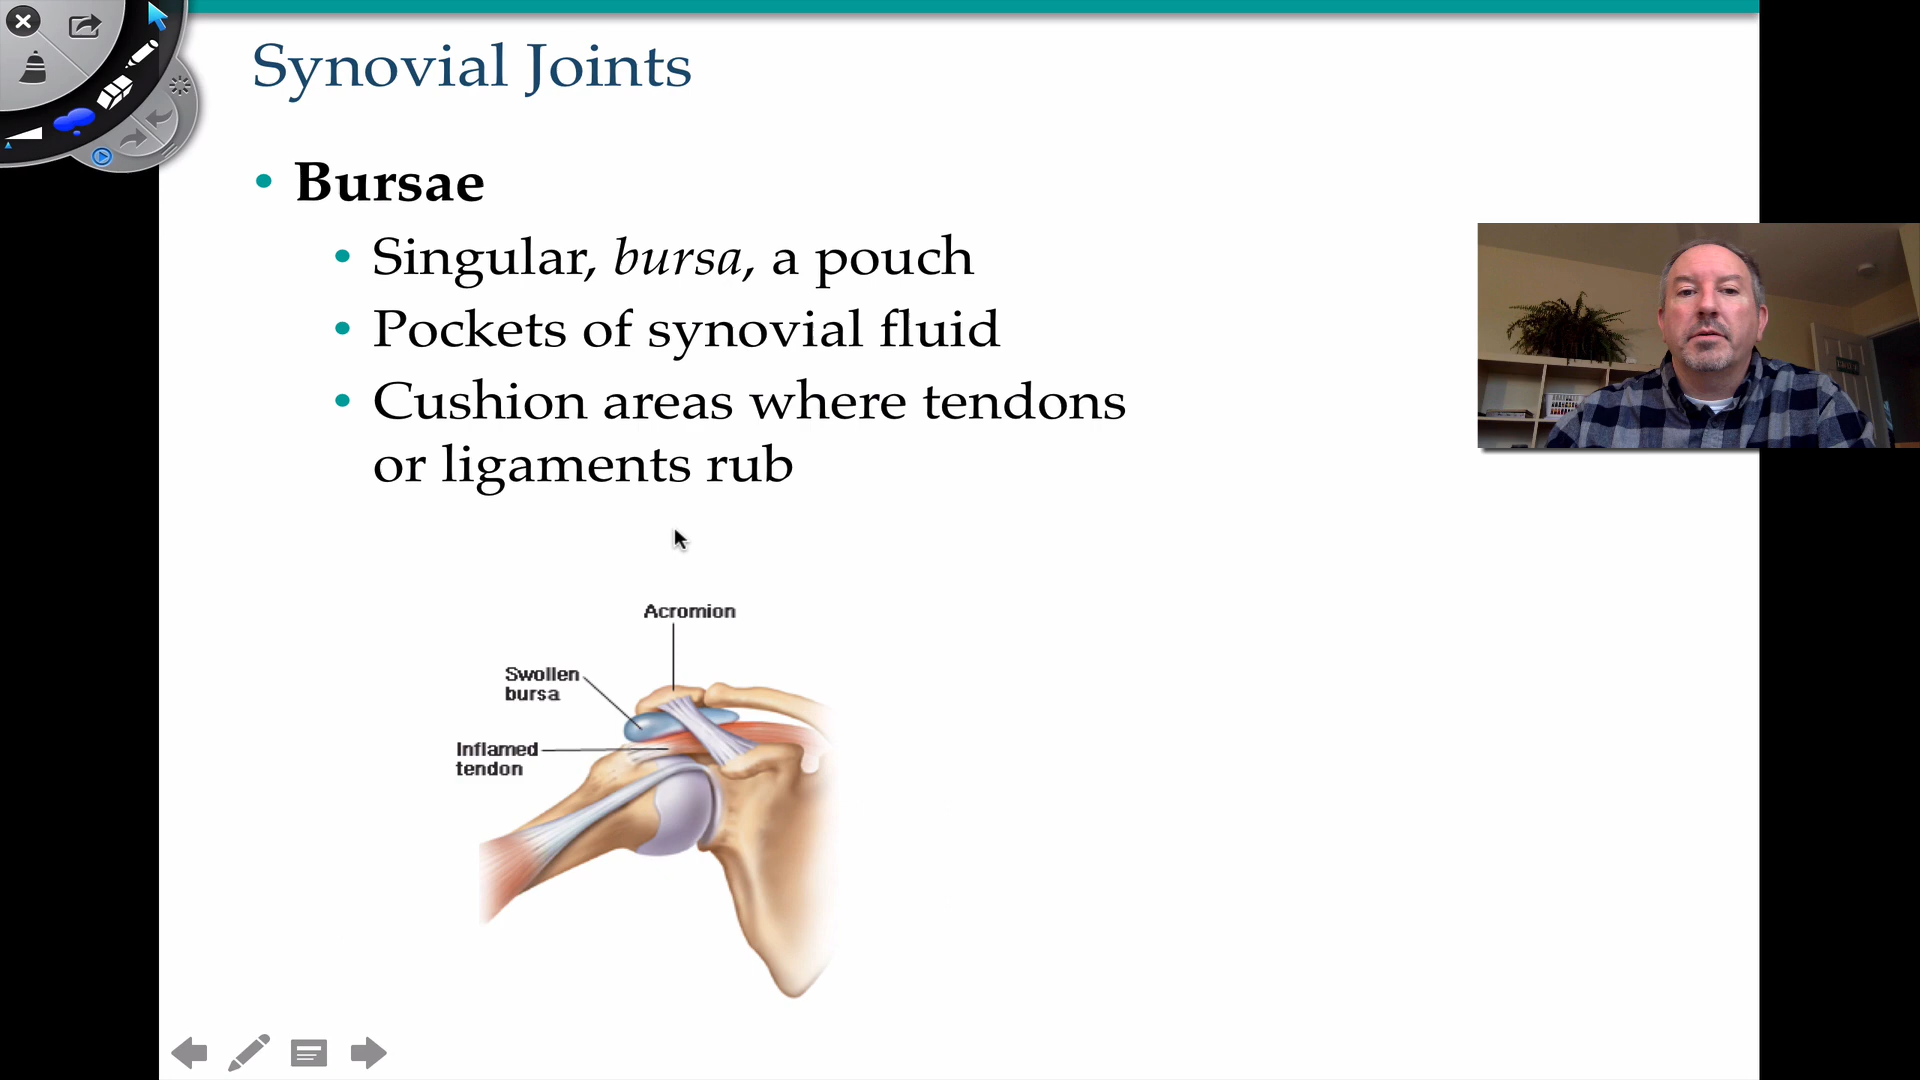 Synovial Joints
• Bursae
• Singular, bursa, a pouch
• Pockets of synovial fluid
• Cushion areas where tendons
or ligaments rub
Acromion
Swollen
bursa
Inflamed
tendon